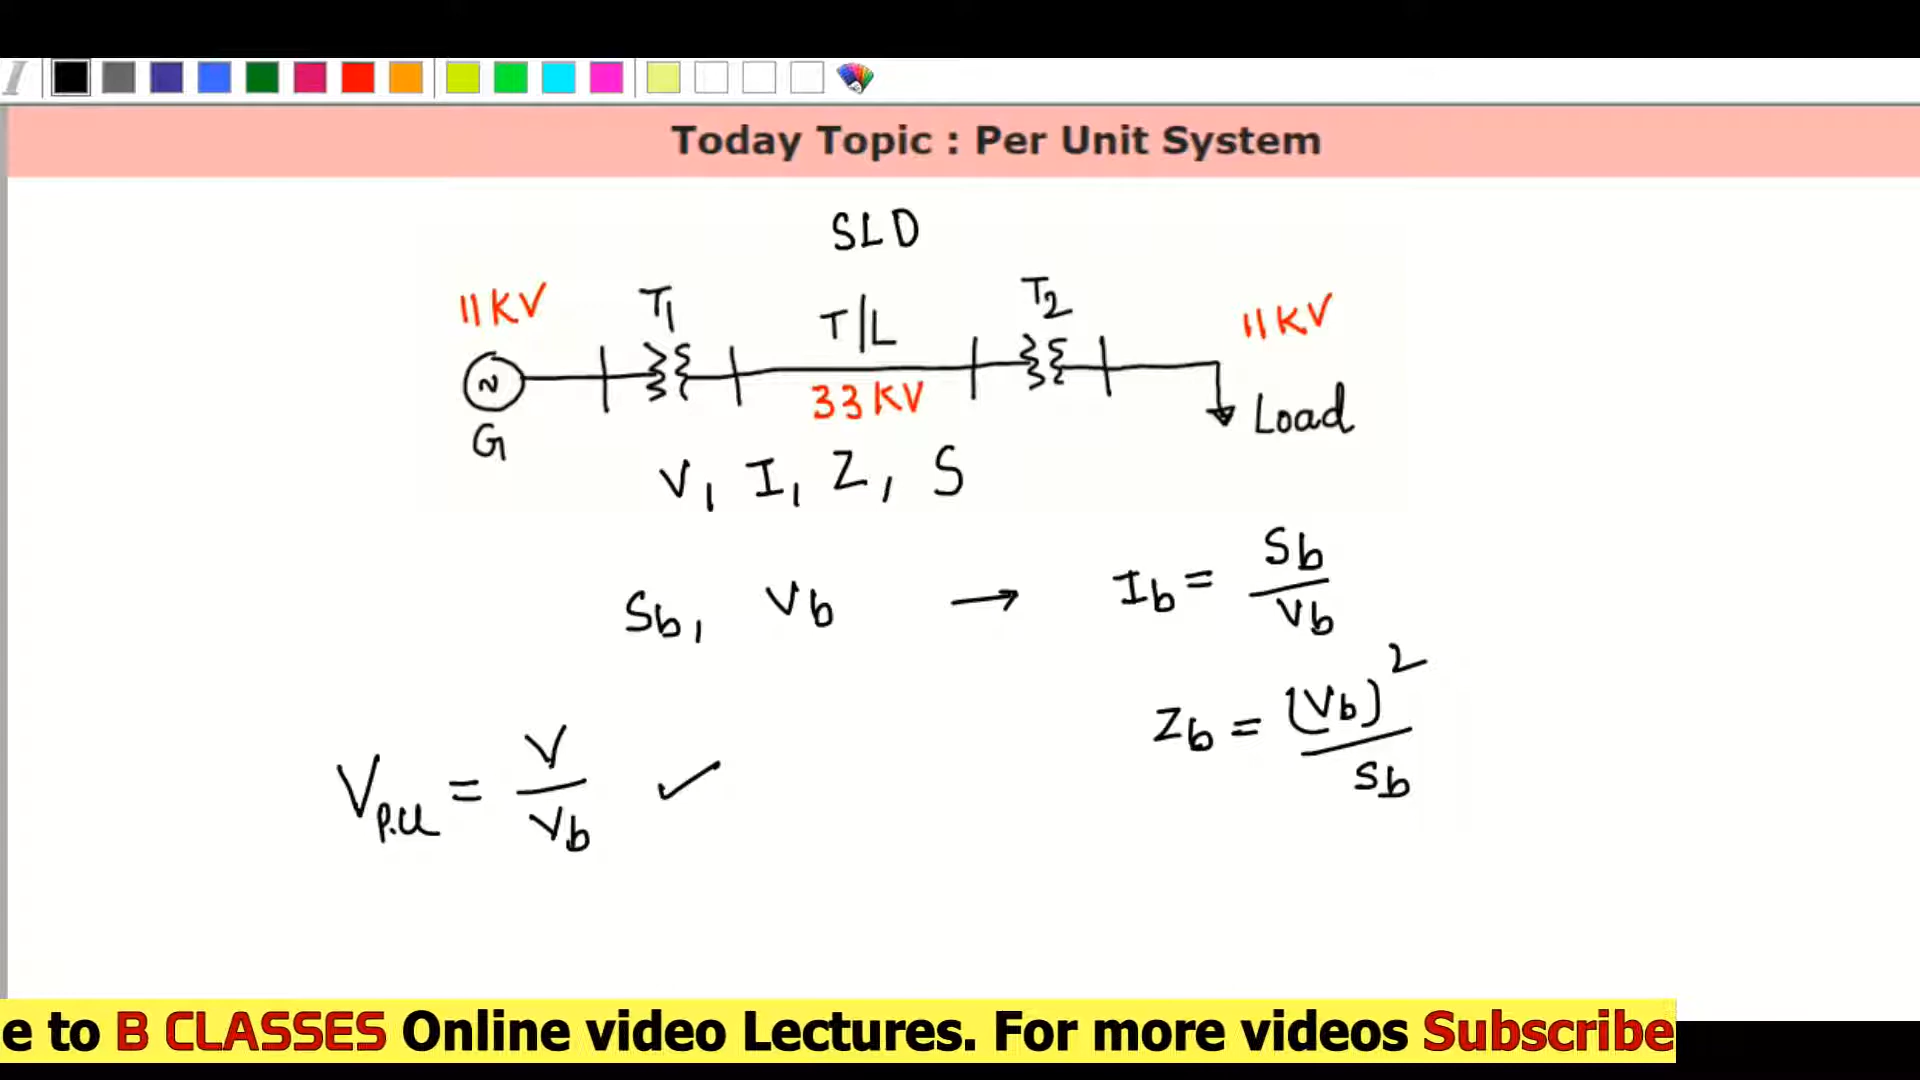 Today Topic : Per Unit System
SLD
11KV T1 T/L T2 11KV
33KV
G Load
V, I, Z, S
Sb, Vb → Ib = Sb/Vb
Zb = (Vb)²/Sb
Vp.u = V/Vb ✓
e to B CLASSES Online video Lectures. For more videos Subscribe